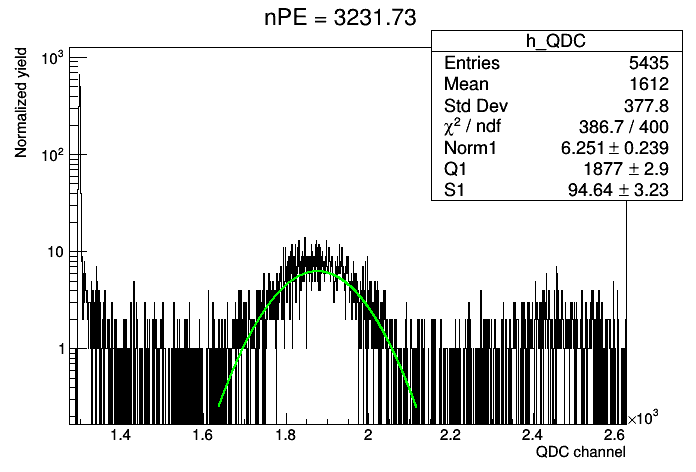 nPE = 3231.73
h_QDC
Entries 5435
Mean 1612
Std Dev 377.8
χ² / ndf 386.7 / 400
Norm1 6.251 ± 0.239
Q1 1877 ± 2.9
S1 94.64 ± 3.23
Normalized yield
10³
10²
10
1
1.4 1.6 1.8 2 2.2 2.4 2.6
×10³
QDC channel